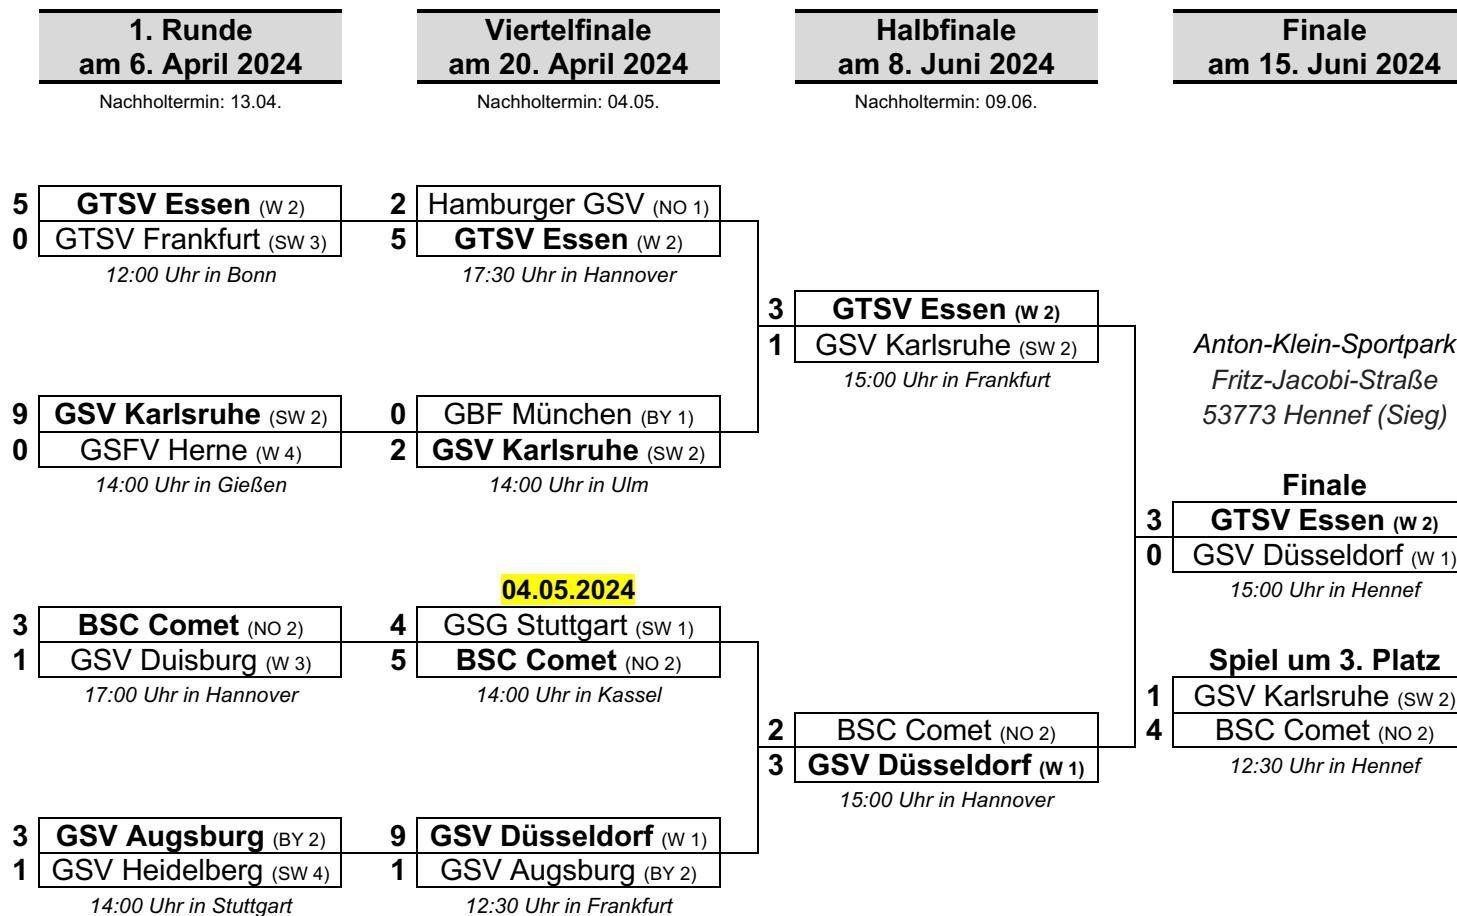 1. Runde
am 6. April 2024
Nachholtermin: 13.04.
Viertelfinale
am 20. April 2024
Nachholtermin: 04.05.
Halbfinale
am 8. Juni 2024
Nachholtermin: 09.06.
Finale
am 15. Juni 2024
5 GTSV Essen (W 2)
0 GTSV Frankfurt (SW 3)
12:00 Uhr in Bonn
9 GSV Karlsruhe (SW 2)
0 GSFV Herne (W 4)
14:00 Uhr in Gießen
3 BSC Comet (NO 2)
1 GSV Duisburg (W 3)
17:00 Uhr in Hannover
3 GSV Augsburg (BY 2)
1 GSV Heidelberg (SW 4)
14:00 Uhr in Stuttgart
2 Hamburger GSV (NO 1)
5 GTSV Essen (W 2)
17:30 Uhr in Hannover
0 GBF München (BY 1)
2 GSV Karlsruhe (SW 2)
14:00 Uhr in Ulm
04.05.2024
4 GSG Stuttgart (SW 1)
5 BSC Comet (NO 2)
14:00 Uhr in Kassel
9 GSV Düsseldorf (W 1)
1 GSV Augsburg (BY 2)
12:30 Uhr in Frankfurt
3 GTSV Essen (W 2)
1 GSV Karlsruhe (SW 2)
15:00 Uhr in Frankfurt
2 BSC Comet (NO 2)
3 GSV Düsseldorf (W 1)
15:00 Uhr in Hannover
Anton-Klein-Sportpark
Fritz-Jacobi-Straße
53773 Hennef (Sieg)
Finale
3 GTSV Essen (W 2)
0 GSV Düsseldorf (W 1)
15:00 Uhr in Hennef
Spiel um 3. Platz
1 GSV Karlsruhe (SW 2)
4 BSC Comet (NO 2)
12:30 Uhr in Hennef